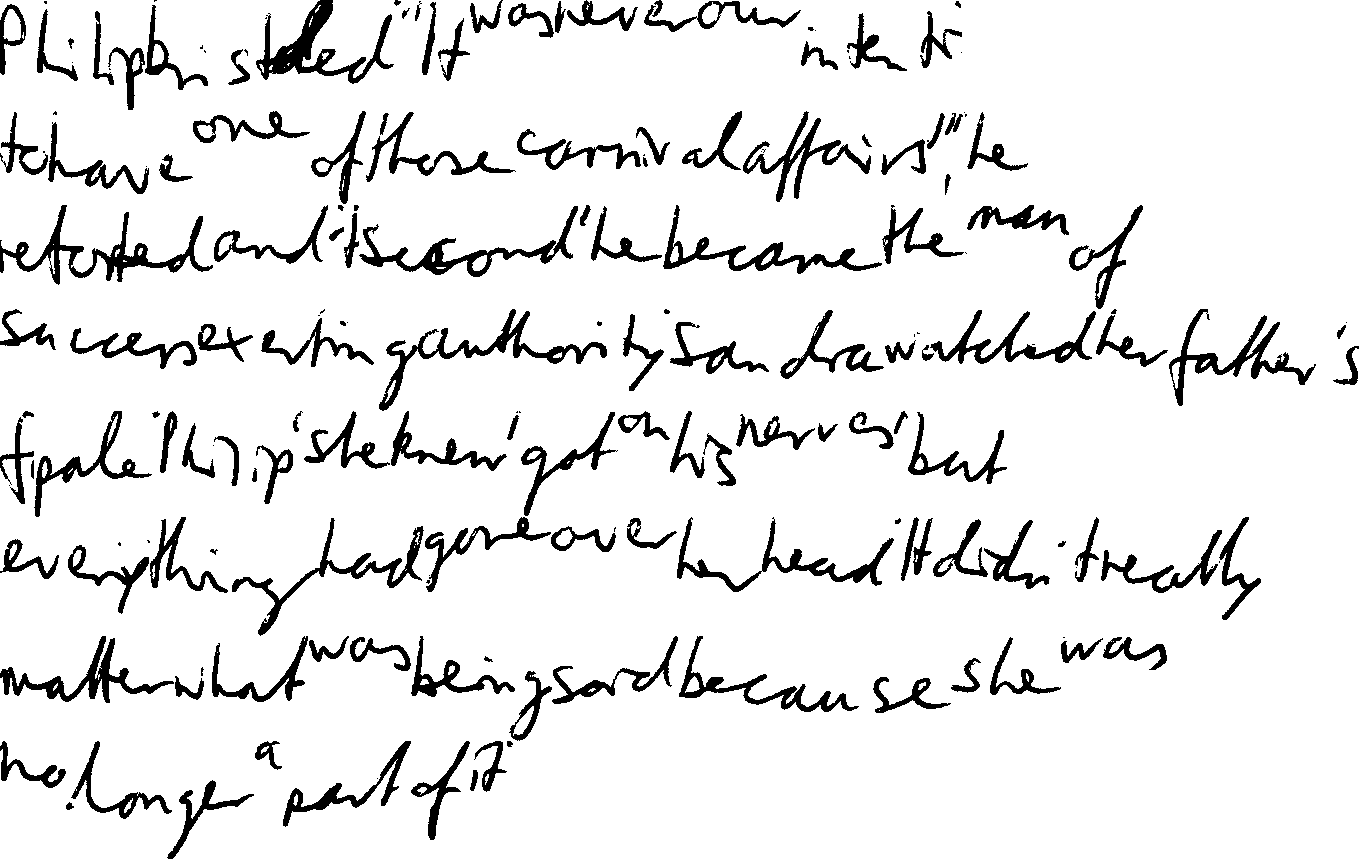 Philip bristled "It was never our intenti
to have one of those carnival affairs", he
retorted and 't second he became the man of
success exerting authority Sandra watched her father's
f pale Philip she knew got on his nerves but
everything had gone over her head It didn't really
matter what was being said because she was
no longer a part of it